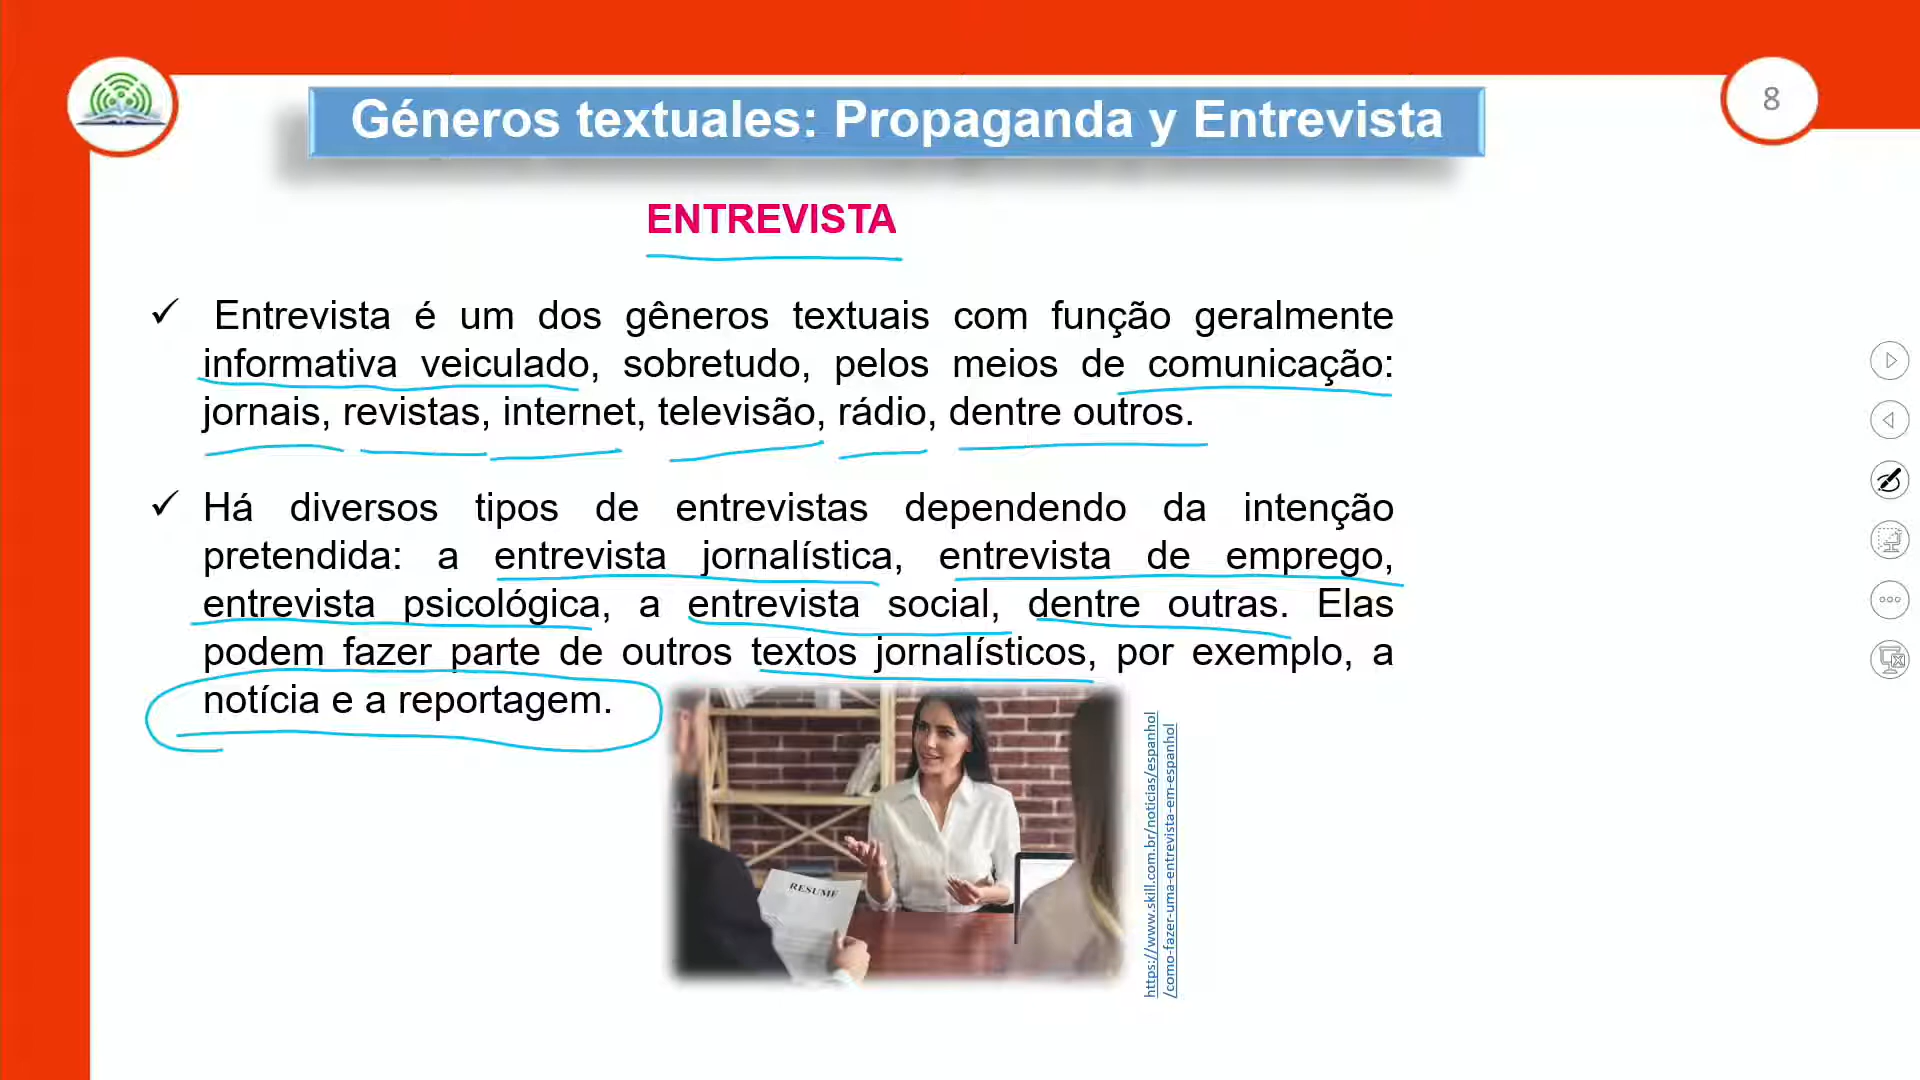 Géneros textuales: Propaganda y Entrevista
8
ENTREVISTA
✓ Entrevista é um dos gêneros textuais com função geralmente
informativa veiculado, sobretudo, pelos meios de comunicação:
jornais, revistas, internet, televisão, rádio, dentre outros.
✓ Há diversos tipos de entrevistas dependendo da intenção
pretendida: a entrevista jornalística, entrevista de emprego,
entrevista psicológica, a entrevista social, dentre outras. Elas
podem fazer parte de outros textos jornalísticos, por exemplo, a
notícia e a reportagem.
RESUME
https://www.skill.com.br/noticias/espanhol
/como-fazer-uma-entrevista-em-espanhol